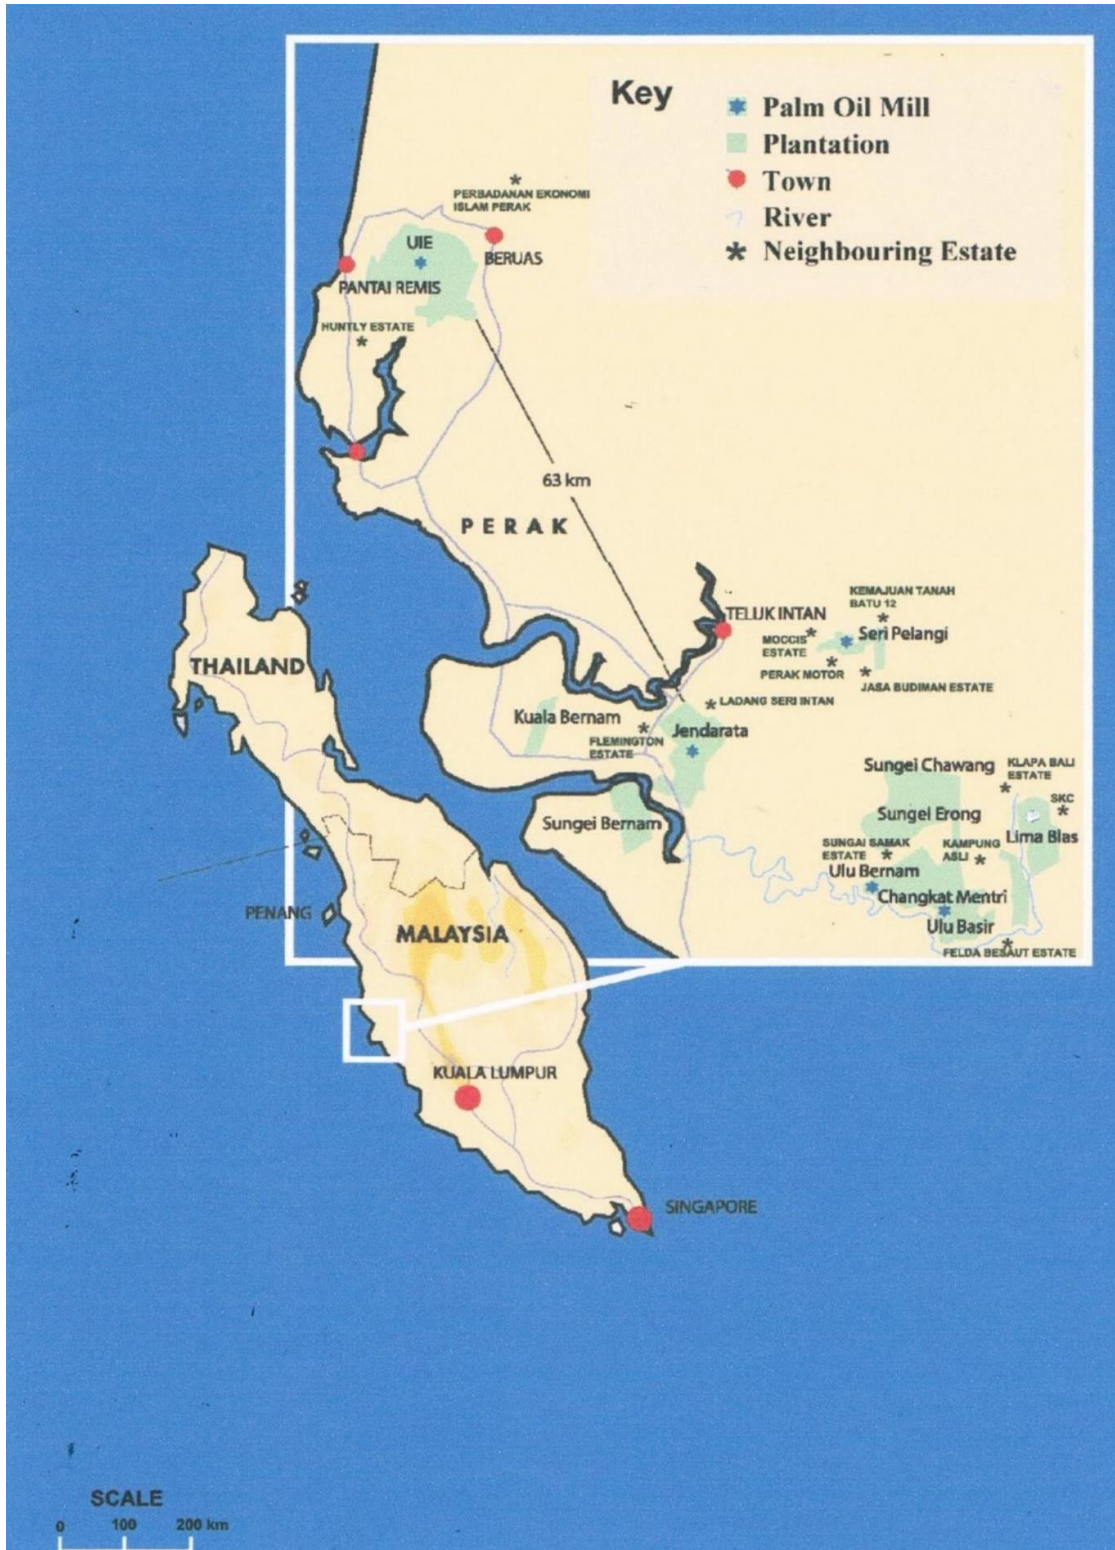 Key
Palm Oil Mill
Plantation
Town
River
Neighbouring Estate
PERBADANAN EKONOMI
ISLAM PERAK
UIE
BERUAS
PANTAI REMIS
HUNTLY ESTATE
63 km
PERAK
KEMAJUAN TANAH
BATU 12
TELUK INTAN
MOCCIS
ESTATE
Seri Pelangi
PERAK MOTOR
JASA BUDIMAN ESTATE
LADANG SERI INTAN
Kuala Bernam
FLEMINGTON
ESTATE
Jendarata
Sungei Chawang
KLAPA BALI
ESTATE
SKC
Sungei Erong
Sungei Bernam
Lima Blas
SUNGAI SAMAK
ESTATE
KAMPUNG
ASLI
Ulu Bernam
Changkat Mentri
Ulu Basir
FELDA BESAUT ESTATE
THAILAND
PENANG
MALAYSIA
KUALA LUMPUR
SINGAPORE
SCALE
0 100 200 km